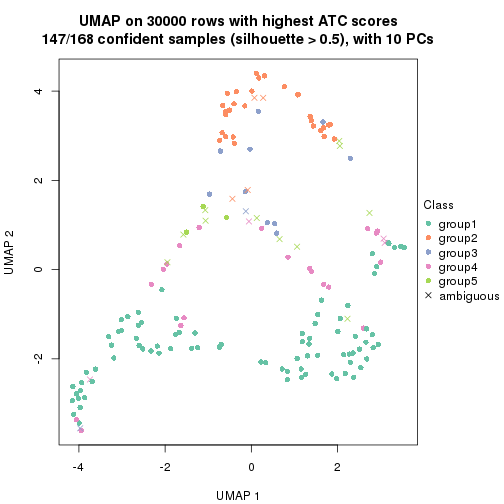 UMAP on 30000 rows with highest ATC scores
147/168 confident samples (silhouette > 0.5), with 10 PCs
4
2
0
-2
UMAP 2
-4
-2
0
2
UMAP 1
Class
group1
group2
group3
group4
group5
ambiguous